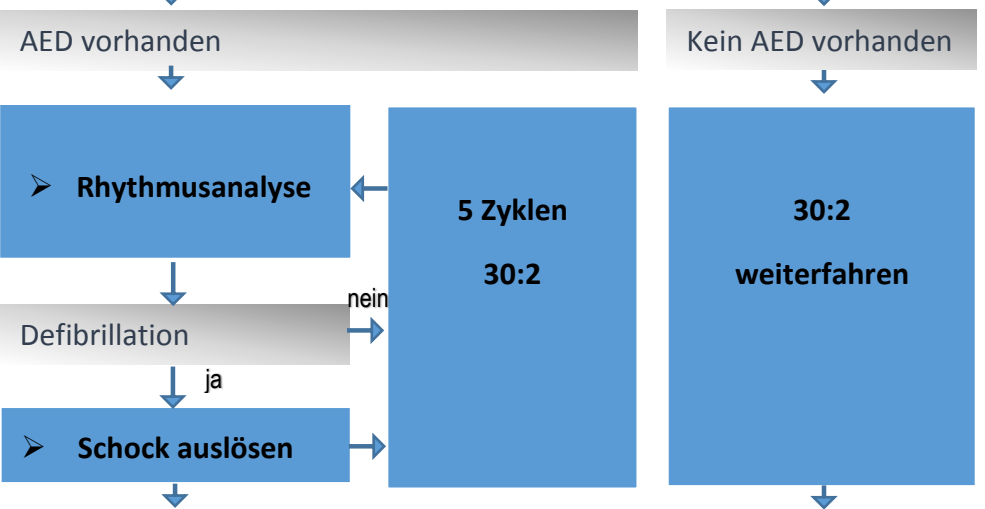 AED vorhanden
Kein AED vorhanden
➢ Rhythmusanalyse
5 Zyklen
30:2
30:2
weiterfahren
nein
Defibrillation
ja
➢ Schock auslösen